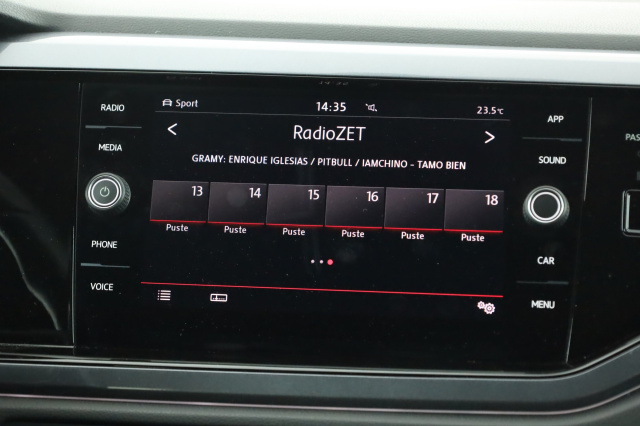 RADIO
MEDIA
PHONE
VOICE
Sport
14:35
23.5°C
< RadioZET >
GRAMY: ENRIQUE IGLESIAS / PITBULL / IAMCHINO - TAMO BIEN
13 14 15 16 17 18
Puste Puste Puste Puste Puste Puste
APP
SOUND
CAR
MENU
PAS